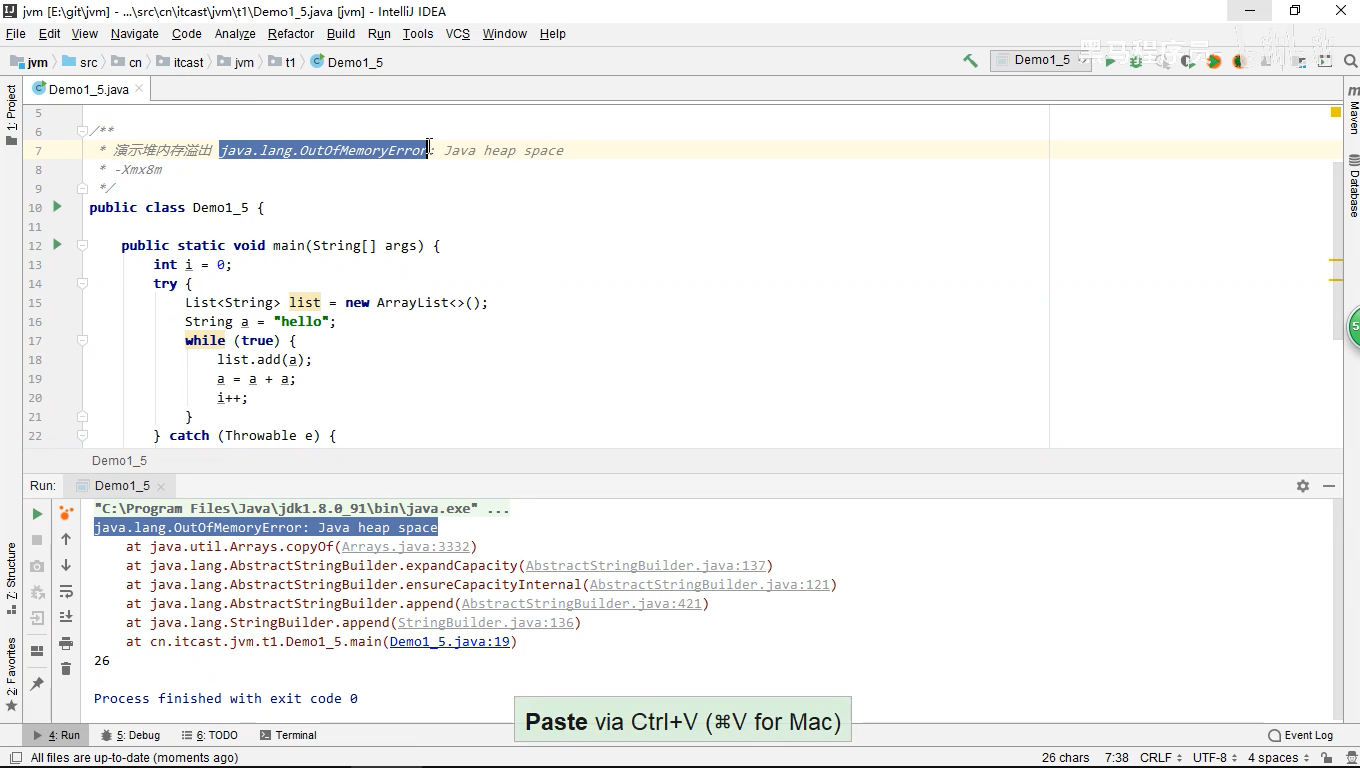 jvm [E:\git\jvm] - ...\src\cn\itcast\jvm\t1\Demo1_5.java [jvm] - IntelliJ IDEA
File Edit View Navigate Code Analyze Refactor Build Run Tools VCS Window Help
jvm src cn itcast jvm t1 Demo1_5
Demo1_5
黑马程序员
Demo1_5.java
1: Project
Maven
Database
5
6 /**
7 * 演示堆内存溢出 java.lang.OutOfMemoryError: Java heap space
8 * -Xmx8m
9 */
10 public class Demo1_5 {
11
12 public static void main(String[] args) {
13 int i = 0;
14 try {
15 List<String> list = new ArrayList<>();
16 String a = "hello";
17 while (true) {
18 list.add(a);
19 a = a + a;
20 i++;
21 }
22 } catch (Throwable e) {
Demo1_5
Run: Demo1_5
"C:\Program Files\Java\jdk1.8.0_91\bin\java.exe" ...
java.lang.OutOfMemoryError: Java heap space
at java.util.Arrays.copyOf(Arrays.java:3332)
at java.lang.AbstractStringBuilder.expandCapacity(AbstractStringBuilder.java:137)
at java.lang.AbstractStringBuilder.ensureCapacityInternal(AbstractStringBuilder.java:121)
at java.lang.AbstractStringBuilder.append(AbstractStringBuilder.java:421)
at java.lang.StringBuilder.append(StringBuilder.java:136)
at cn.itcast.jvm.t1.Demo1_5.main(Demo1_5.java:19)
26
Process finished with exit code 0
7: Structure
2: Favorites
Paste via Ctrl+V (⌘V for Mac)
4: Run 5: Debug 6: TODO Terminal Event Log
All files are up-to-date (moments ago) 26 chars 7:38 CRLF UTF-8 4 spaces